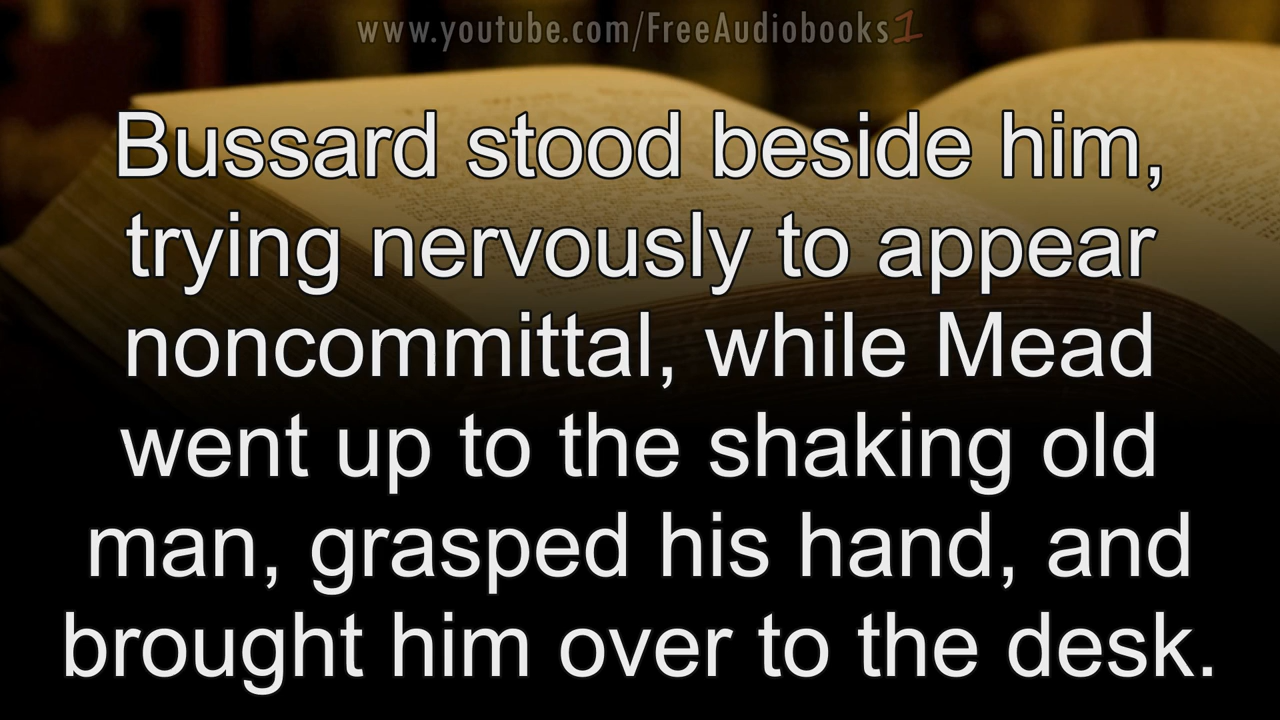 www.youtube.com/FreeAudiobooks1
Bussard stood beside him,
trying nervously to appear
noncommittal, while Mead
went up to the shaking old
man, grasped his hand, and
brought him over to the desk.